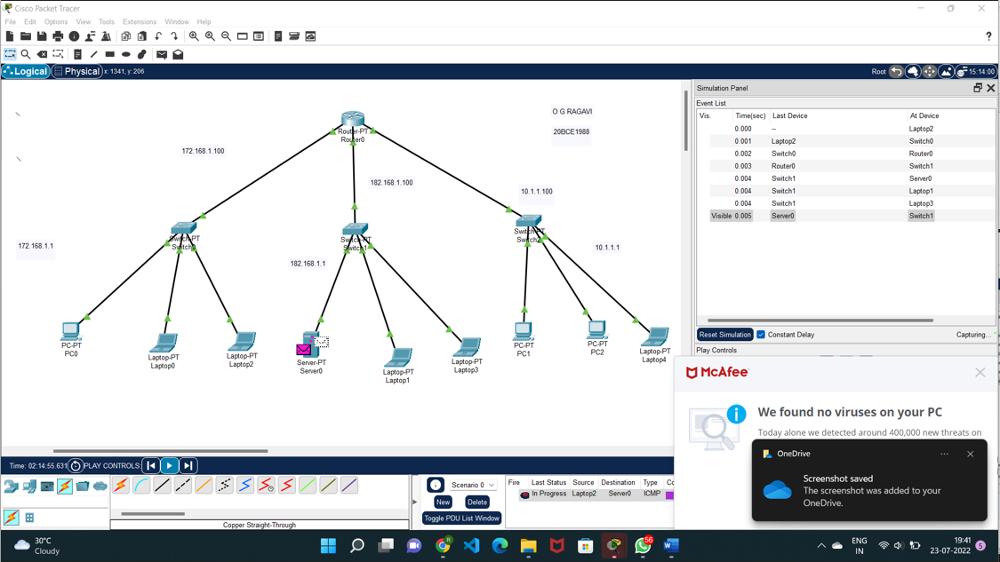 Cisco Packet Tracer
File Edit Options View Tools Extensions Window Help
Logical Physical x: 1341, y: 206
Root 15:14:00
Simulation Panel
Event List
Vis. Time(sec) Last Device At Device
0.000 -- Laptop2
0.001 Laptop2 Switch0
0.002 Switch0 Router0
0.003 Router0 Switch1
0.004 Switch1 Server0
0.004 Switch1 Laptop1
0.004 Switch1 Laptop3
Visible 0.005 Server0 Switch1
Reset Simulation Constant Delay Capturing...
Play Controls
O G RAGAVI
20BCE1988
Router-PT
Router0
172.168.1.100
182.168.1.100
10.1.1.100
Switch-PT
Switch0
Switch-PT
Switch1
Switch-PT
Switch2
172.168.1.1
182.168.1.1
10.1.1.1
PC-PT
PC0
Laptop-PT
Laptop0
Laptop-PT
Laptop2
Server-PT
Server0
Laptop-PT
Laptop1
Laptop-PT
Laptop3
PC-PT
PC1
PC-PT
PC2
Laptop-PT
Laptop4
McAfee
We found no viruses on your PC
Today alone we detected around 400,000 new threats on
OneDrive
Screenshot saved
The screenshot was added to your
OneDrive.
Time: 02:14:55.631 PLAY CONTROLS:
Scenario 0
New Delete
Toggle PDU List Window
Fire Last Status Source Destination Type Co
In Progress Laptop2 Server0 ICMP
Copper Straight-Through
30°C
Cloudy
56
ENG
IN
19:41
23-07-2022
5